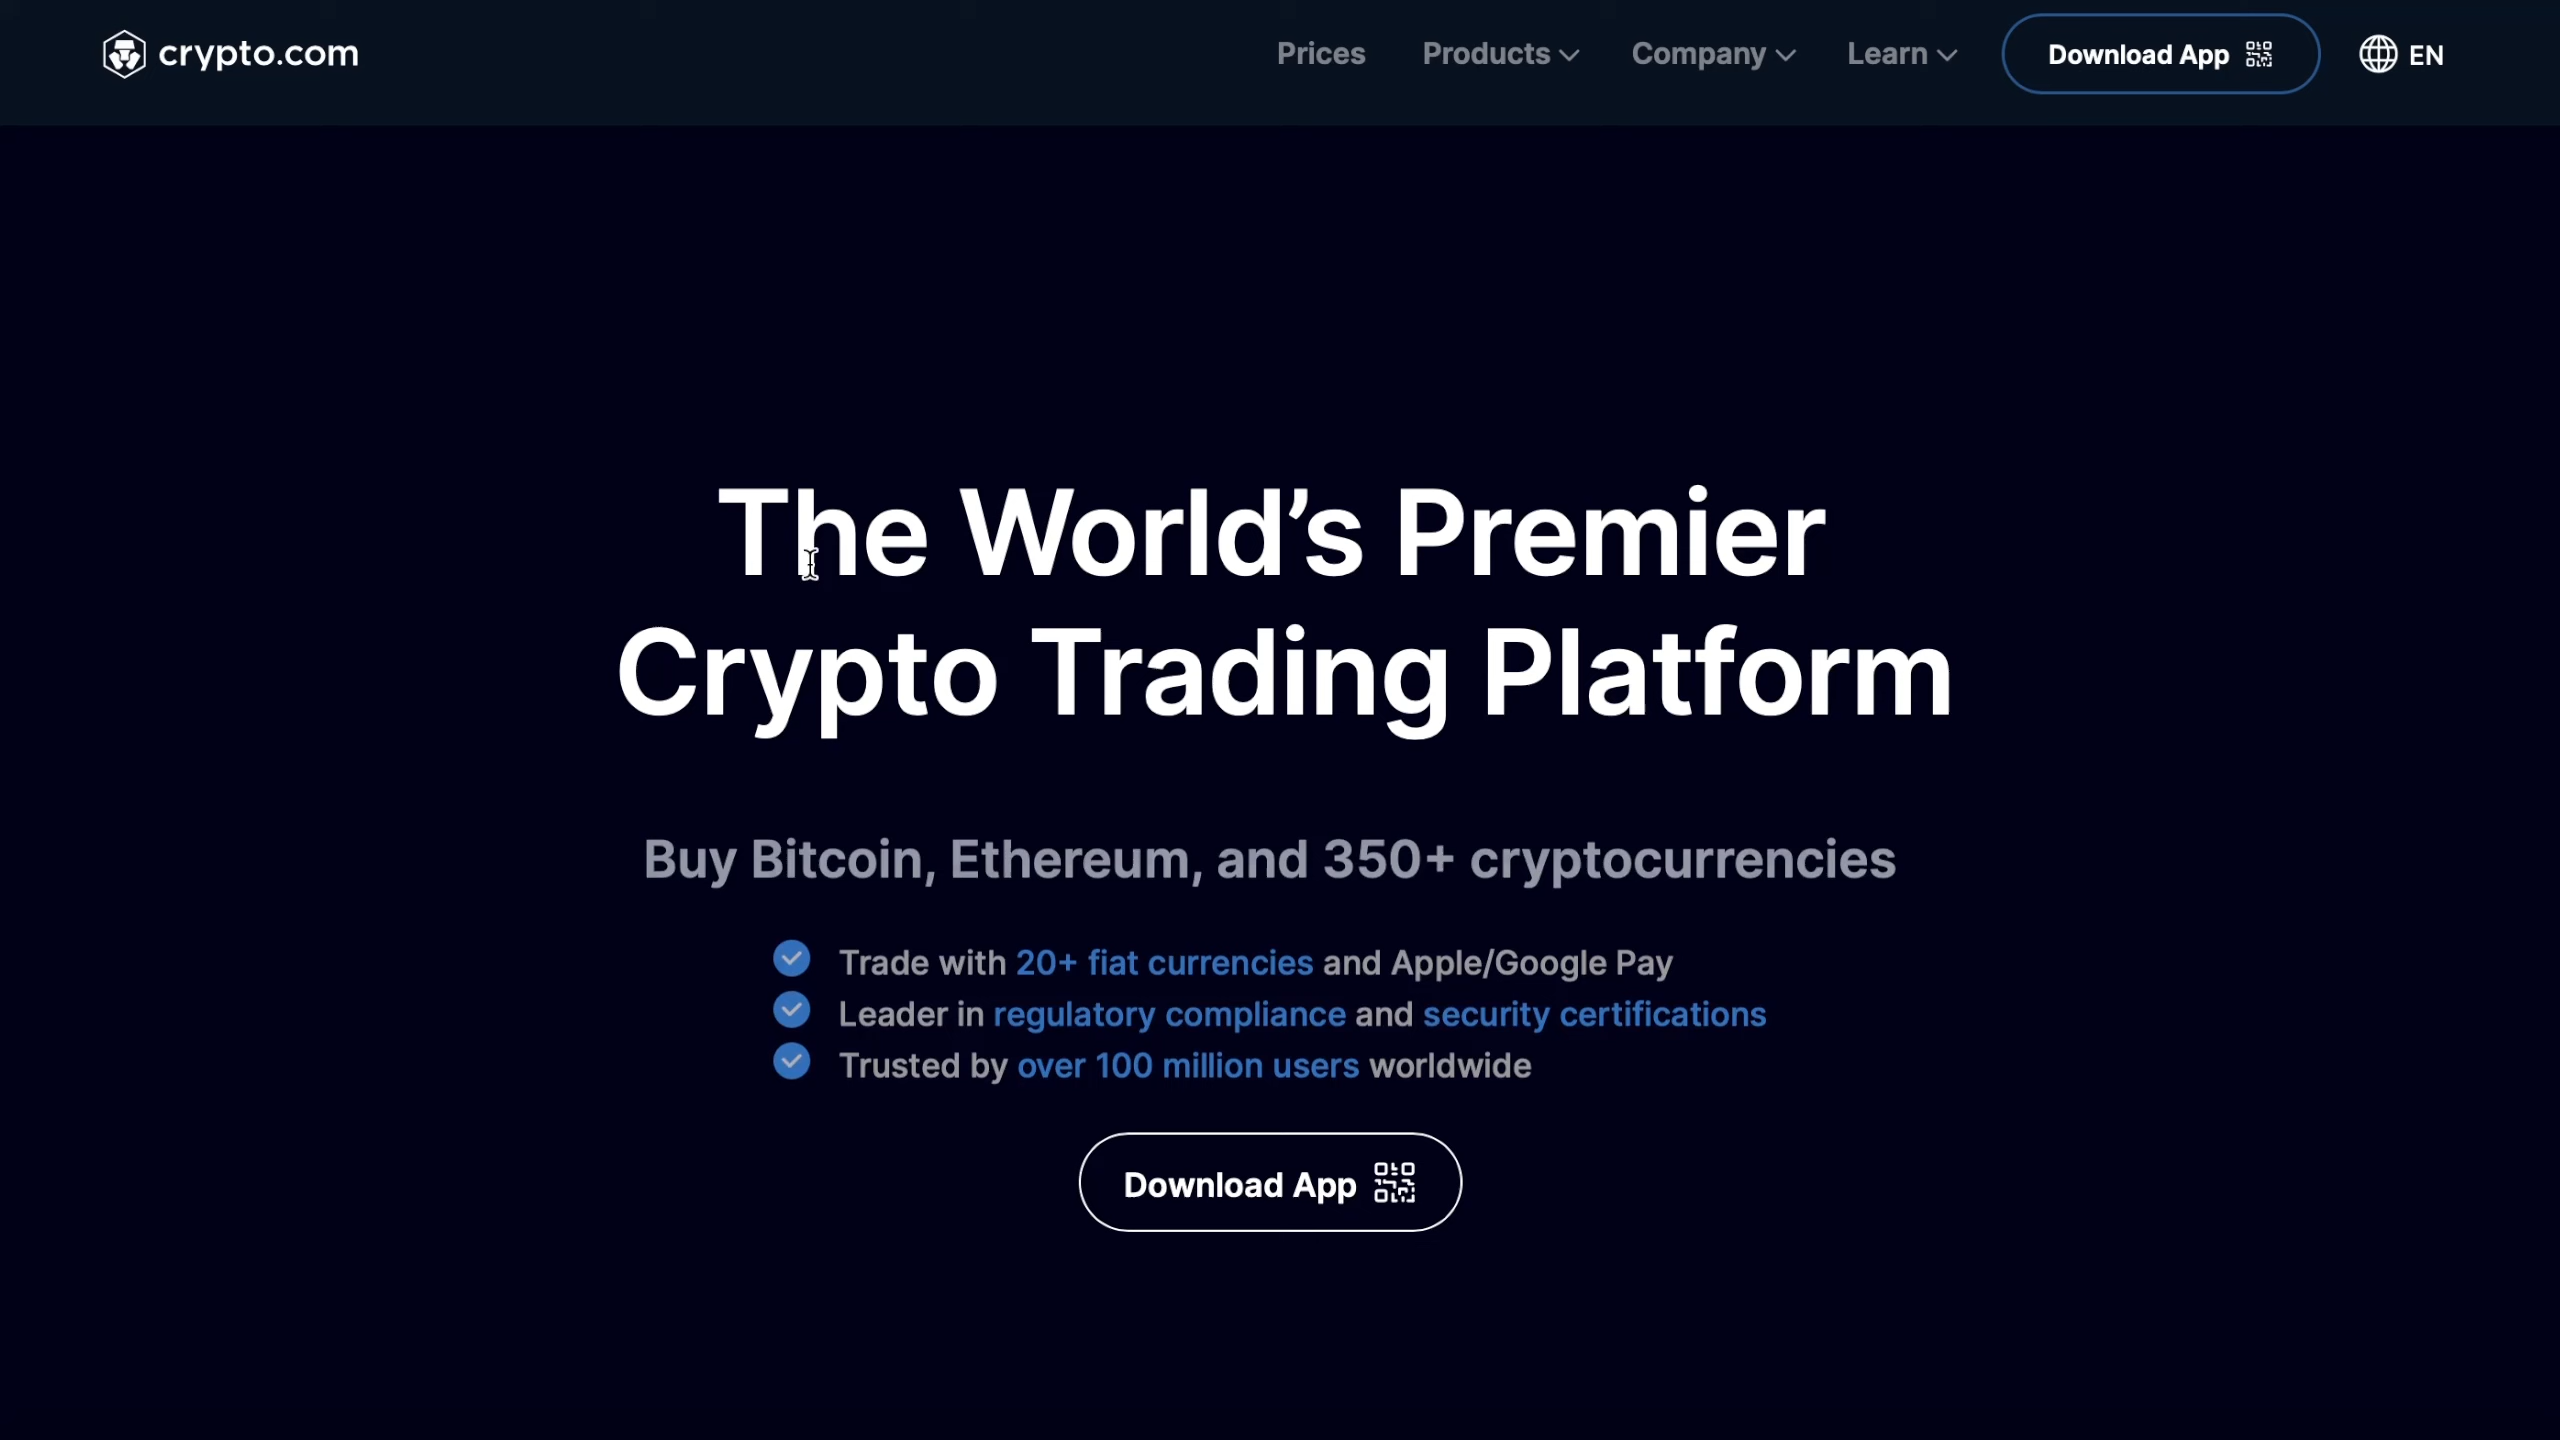 crypto.com
Prices
Products
Company
Learn
Download App
EN
The World’s Premier
Crypto Trading Platform
Buy Bitcoin, Ethereum, and 350+ cryptocurrencies
Trade with 20+ fiat currencies and Apple/Google Pay
Leader in regulatory compliance and security certifications
Trusted by over 100 million users worldwide
Download App